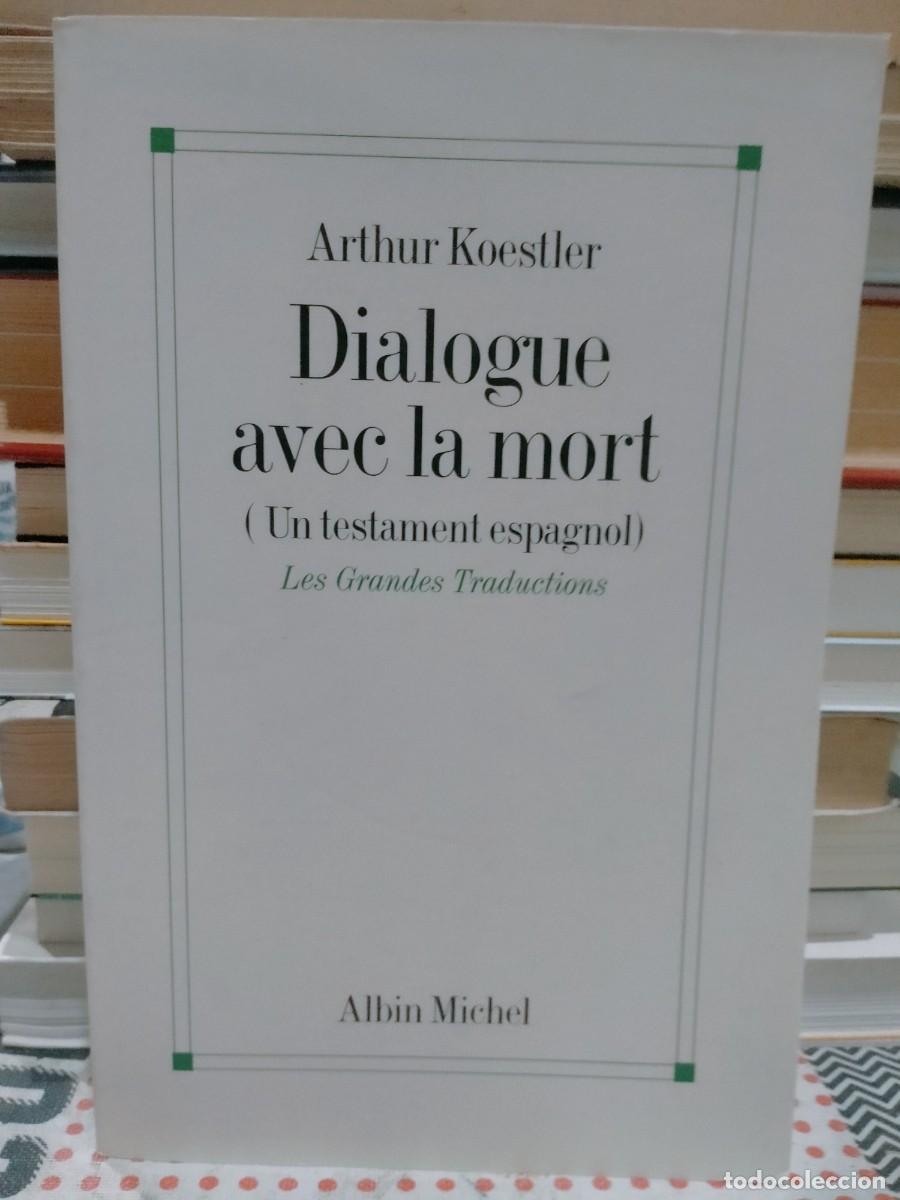 Arthur Koestler
Dialogue
avec la mort
( Un testament espagnol)
Les Grandes Traductions
Albin Michel
todocoleccion